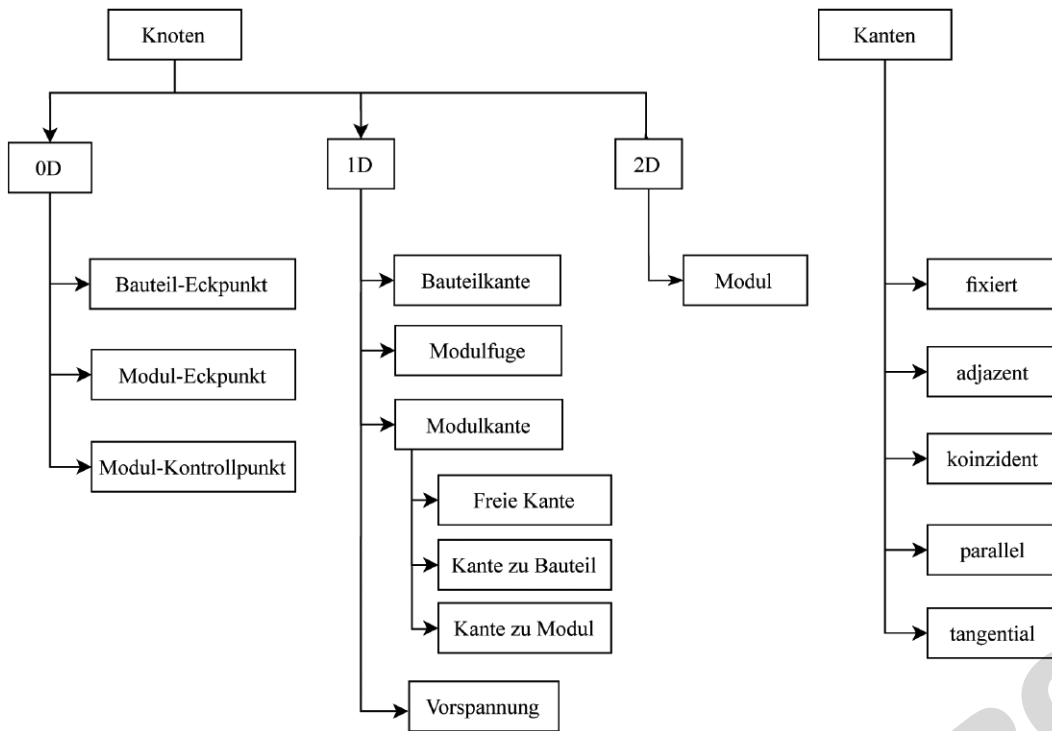 Knoten
Kanten
0D
1D
2D
Bauteil-Eckpunkt
Modul-Eckpunkt
Modul-Kontrollpunkt
Bauteilkante
Modulfuge
Modulkante
Freie Kante
Kante zu Bauteil
Kante zu Modul
Vorspannung
Modul
fixiert
adjazent
koinzident
parallel
tangential